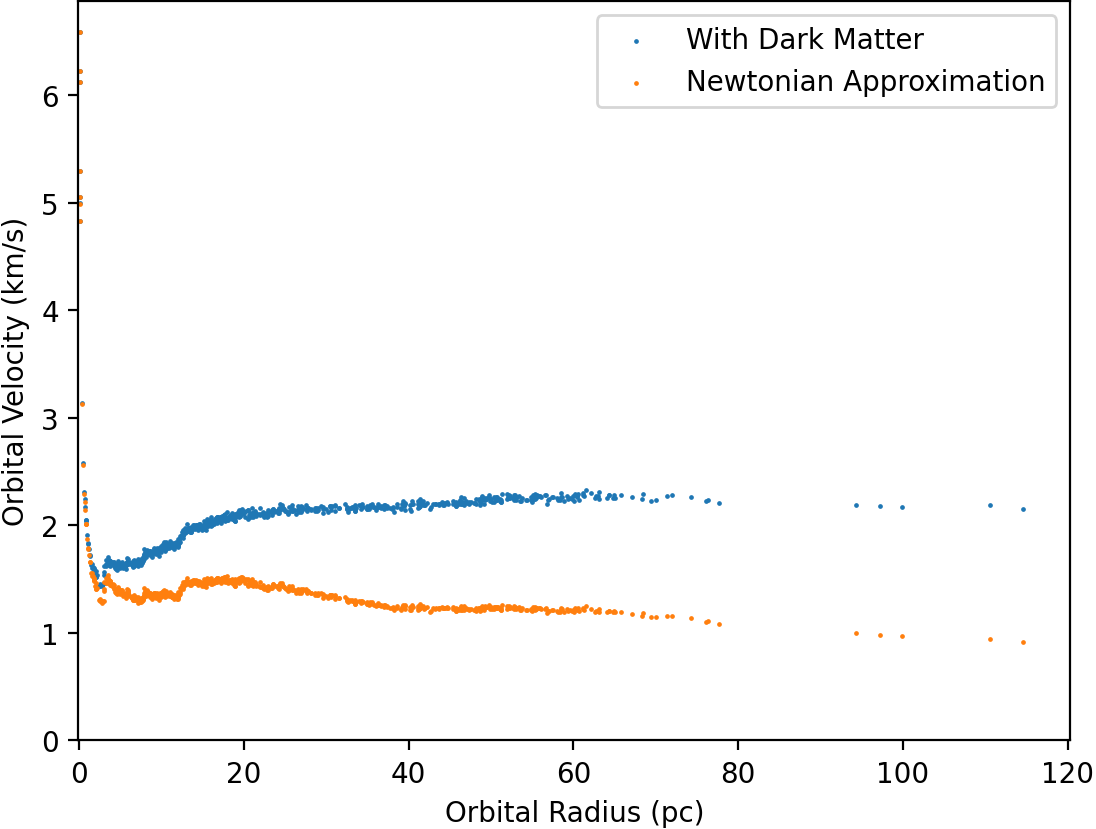 With Dark Matter
Newtonian Approximation
6
5
4
3
2
1
0
Orbital Velocity (km/s)
0 20 40 60 80 100 120
Orbital Radius (pc)